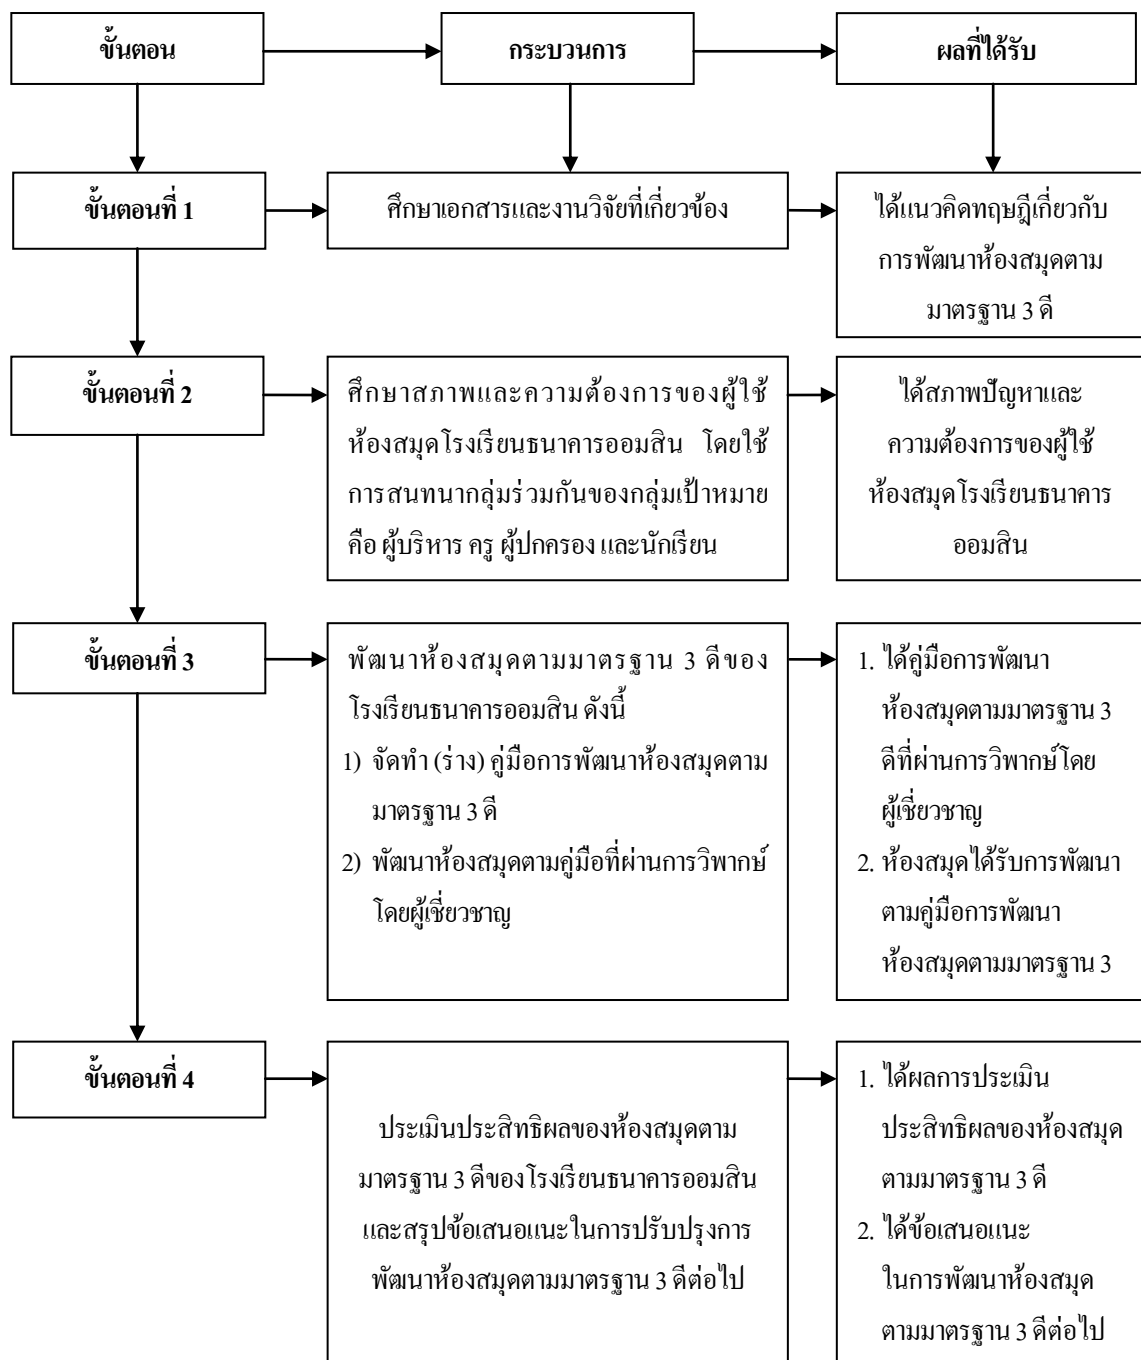 ขั้นตอน
กระบวนการ
ผลที่ได้รับ
ขั้นตอนที่ 1
ศึกษาเอกสารและงานวิจัยที่เกี่ยวข้อง
ได้แนวคิดทฤษฎีเกี่ยวกับ
การพัฒนาห้องสมุดตาม
มาตรฐาน 3 ดี
ขั้นตอนที่ 2
ศึกษาสภาพและความต้องการของผู้ใช้
ห้องสมุดโรงเรียนธนาคารออมสิน โดยใช้
การสนทนากลุ่มร่วมกันของกลุ่มเป้าหมาย
คือ ผู้บริหาร ครู ผู้ปกครอง และนักเรียน
ได้สภาพปัญหาและ
ความต้องการของผู้ใช้
ห้องสมุดโรงเรียนธนาคาร
ออมสิน
ขั้นตอนที่ 3
พัฒนาห้องสมุดตามมาตรฐาน 3 ดีของ
โรงเรียนธนาคารออมสิน ดังนี้
1) จัดทำ (ร่าง) คู่มือการพัฒนาห้องสมุดตาม
มาตรฐาน 3 ดี
2) พัฒนาห้องสมุดตามคู่มือที่ผ่านการวิพากษ์
โดยผู้เชี่ยวชาญ
1. ได้คู่มือการพัฒนา
ห้องสมุดตามมาตรฐาน 3
ดีที่ผ่านการวิพากษ์โดย
ผู้เชี่ยวชาญ
2. ห้องสมุดได้รับการพัฒนา
ตามคู่มือการพัฒนา
ห้องสมุดตามมาตรฐาน 3
ขั้นตอนที่ 4
ประเมินประสิทธิผลของห้องสมุดตาม
มาตรฐาน 3 ดีของโรงเรียนธนาคารออมสิน
และสรุปข้อเสนอแนะในการปรับปรุงการ
พัฒนาห้องสมุดตามมาตรฐาน 3 ดีต่อไป
1. ได้ผลการประเมิน
ประสิทธิผลของห้องสมุด
ตามมาตรฐาน 3 ดี
2. ได้ข้อเสนอแนะ
ในการพัฒนาห้องสมุด
ตามมาตรฐาน 3 ดีต่อไป